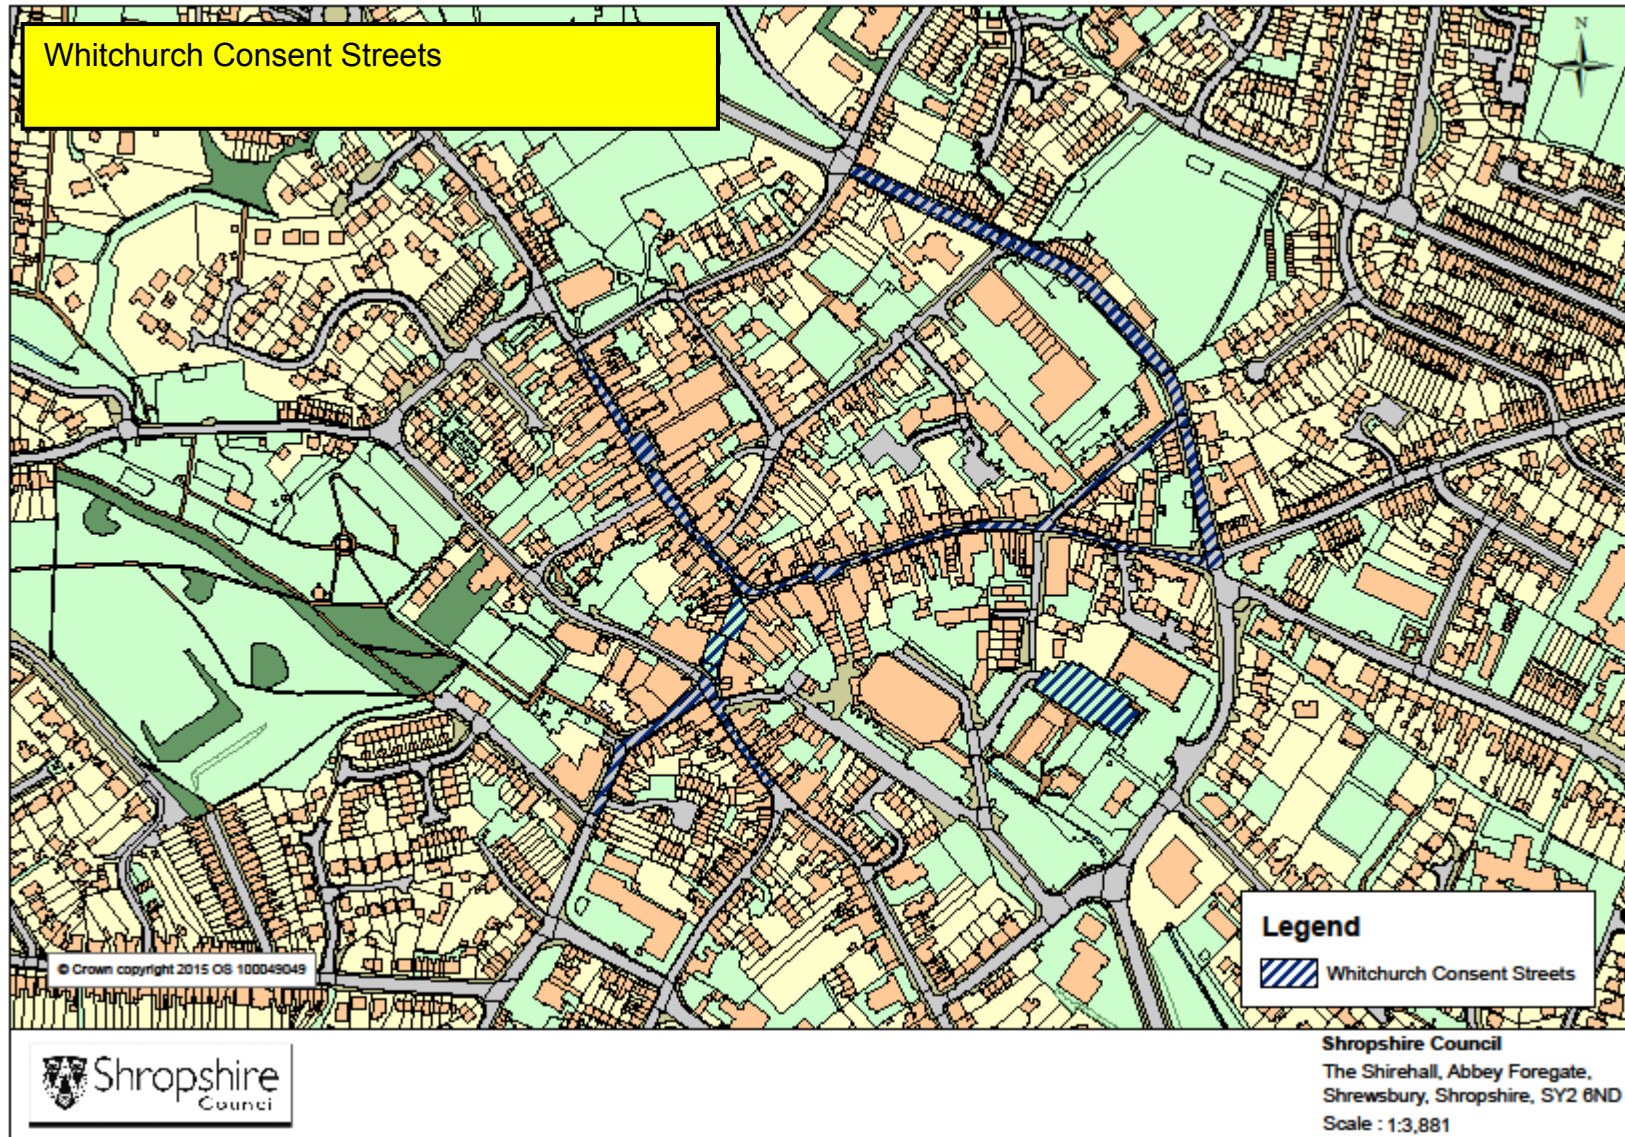 Whitchurch Consent Streets
N
Legend
Whitchurch Consent Streets
© Crown copyright 2015 OS 100049049
Shropshire
Council
Shropshire Council
The Shirehall, Abbey Foregate,
Shrewsbury, Shropshire, SY2 6ND
Scale : 1:3,881